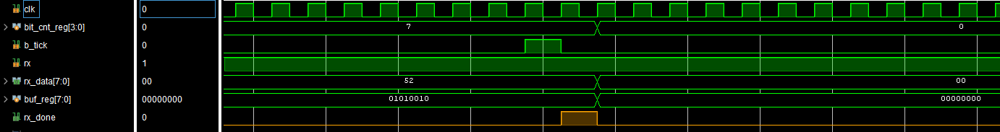 clk 0
bit_cnt_reg[3:0] 0 7 0
b_tick 0
rx 1
rx_data[7:0] 00 52 00
buf_reg[7:0] 00000000 01010010 00000000
rx_done 0